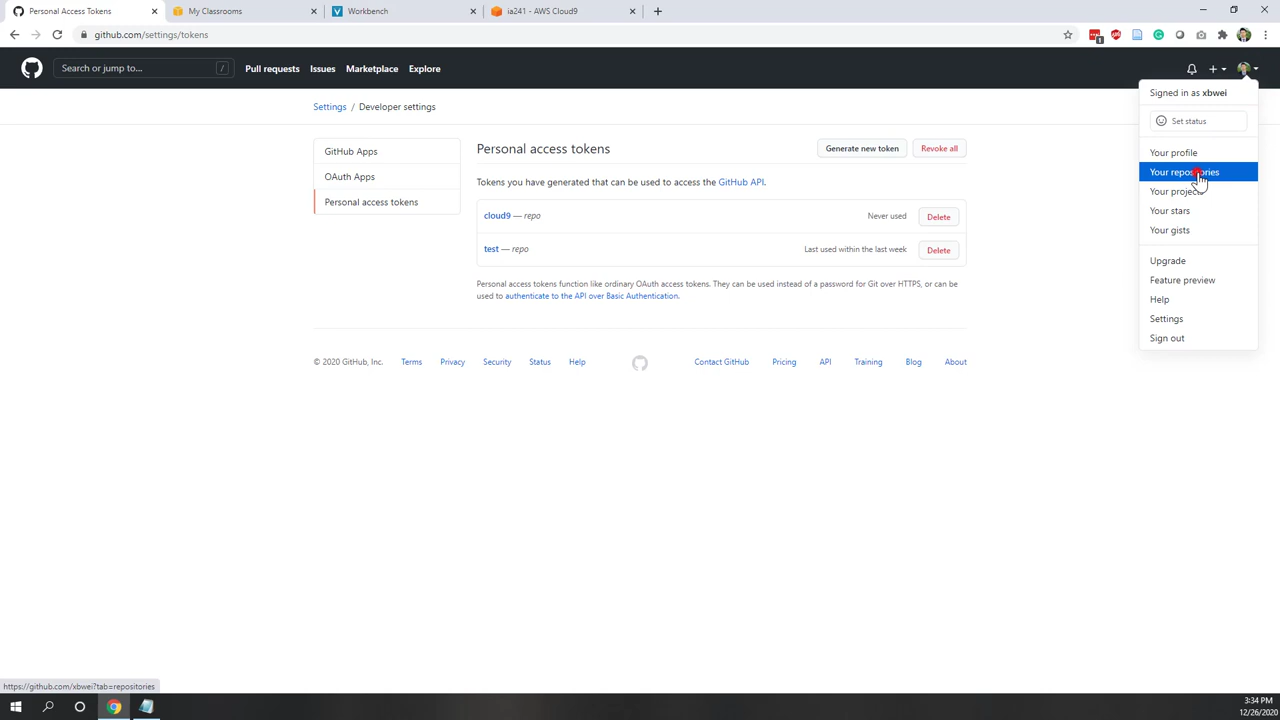 Personal Access Tokens
My Classrooms
Workbench
ia241 - AWS Cloud9
github.com/settings/tokens
1
Search or jump to...
/
Pull requests
Issues
Marketplace
Explore
Signed in as xbwei
Set status
Your profile
Your repositories
Your projects
Your stars
Your gists
Upgrade
Feature preview
Help
Settings
Sign out
Settings / Developer settings
GitHub Apps
OAuth Apps
Personal access tokens
Personal access tokens
Generate new token
Revoke all
Tokens you have generated that can be used to access the GitHub API.
cloud9 — repo
Never used
Delete
test — repo
Last used within the last week
Delete
Personal access tokens function like ordinary OAuth access tokens. They can be used instead of a password for Git over HTTPS, or can be
used to authenticate to the API over Basic Authentication.
© 2020 GitHub, Inc.
Terms
Privacy
Security
Status
Help
Contact GitHub
Pricing
API
Training
Blog
About
https://github.com/xbwei?tab=repositories
3:34 PM
12/26/2020